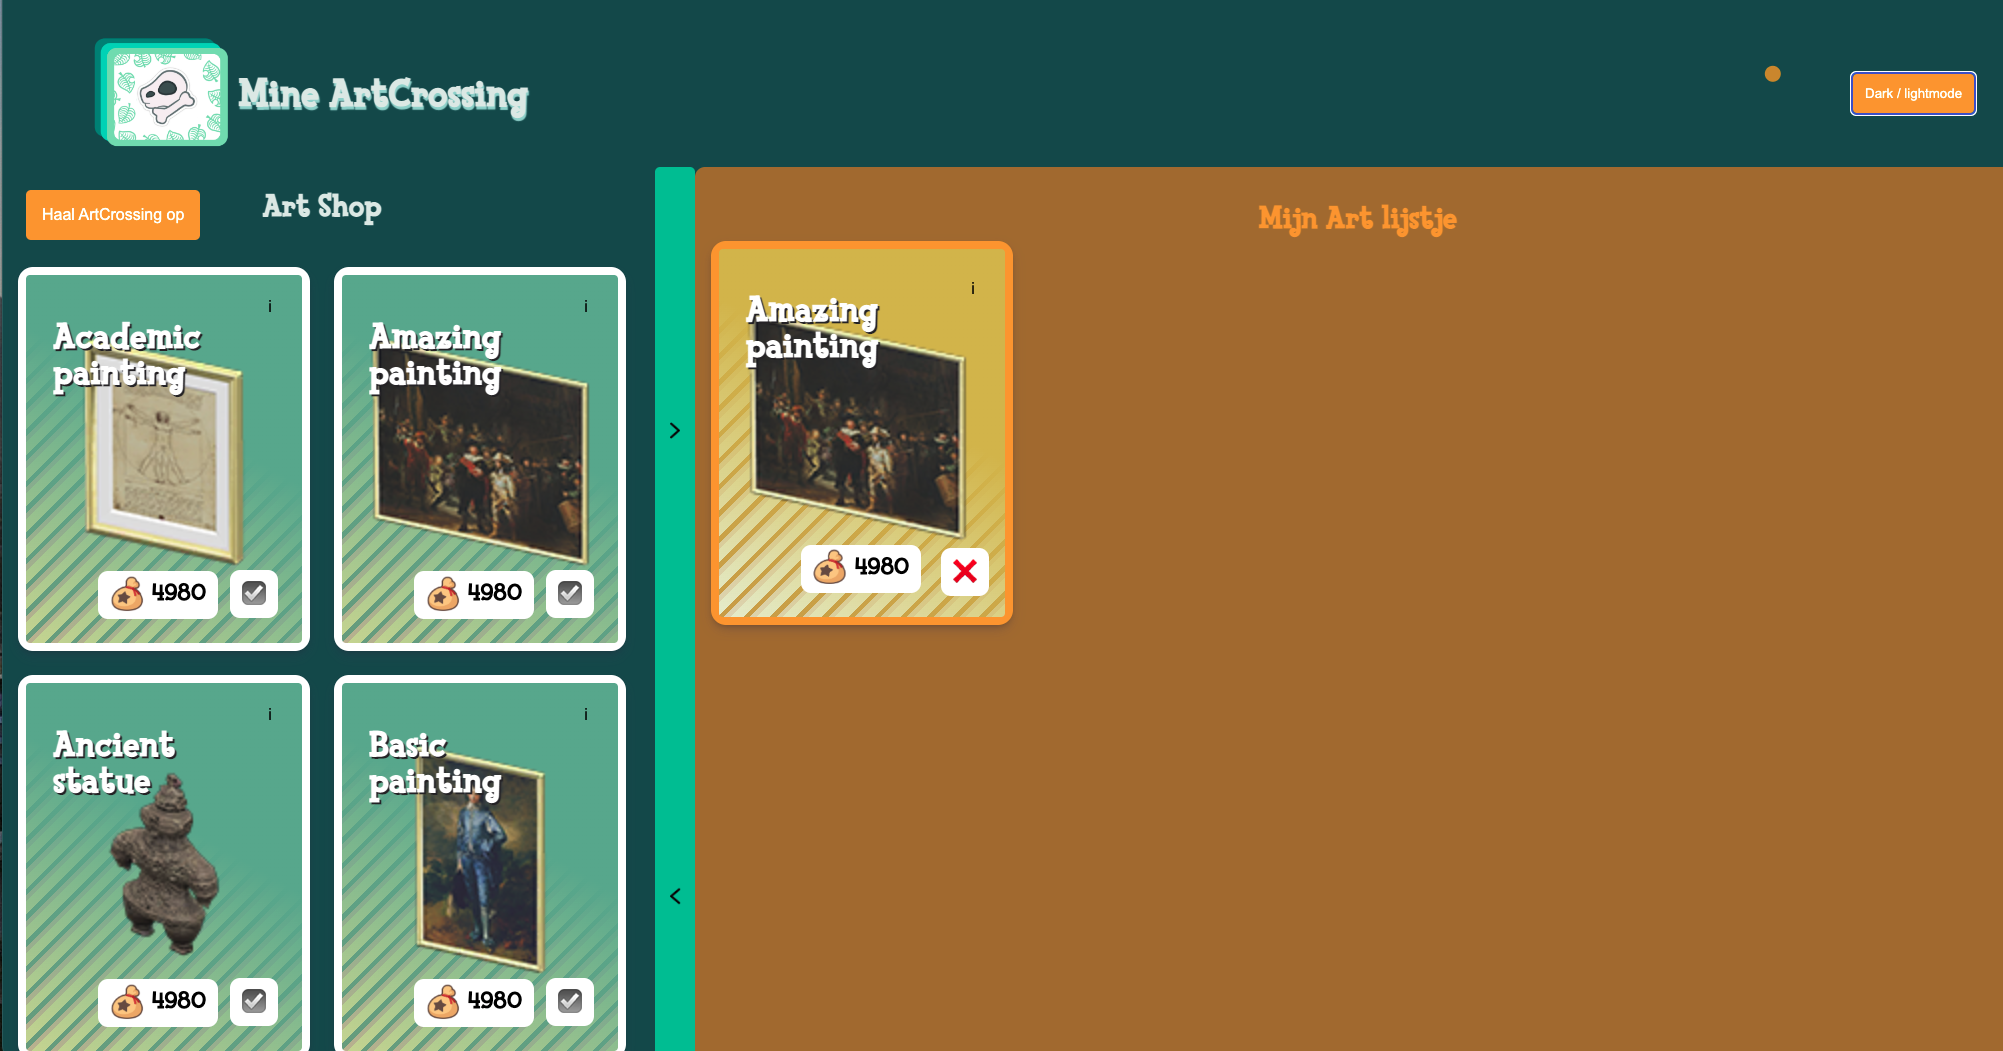 Mine ArtCrossing
Dark / lightmode
Haal ArtCrossing op
Art Shop
i
Academic
painting
4980
i
Amazing
painting
4980
i
Ancient
statue
4980
i
Basic
painting
4980
>
<
Mijn Art lijstje
i
Amazing
painting
4980